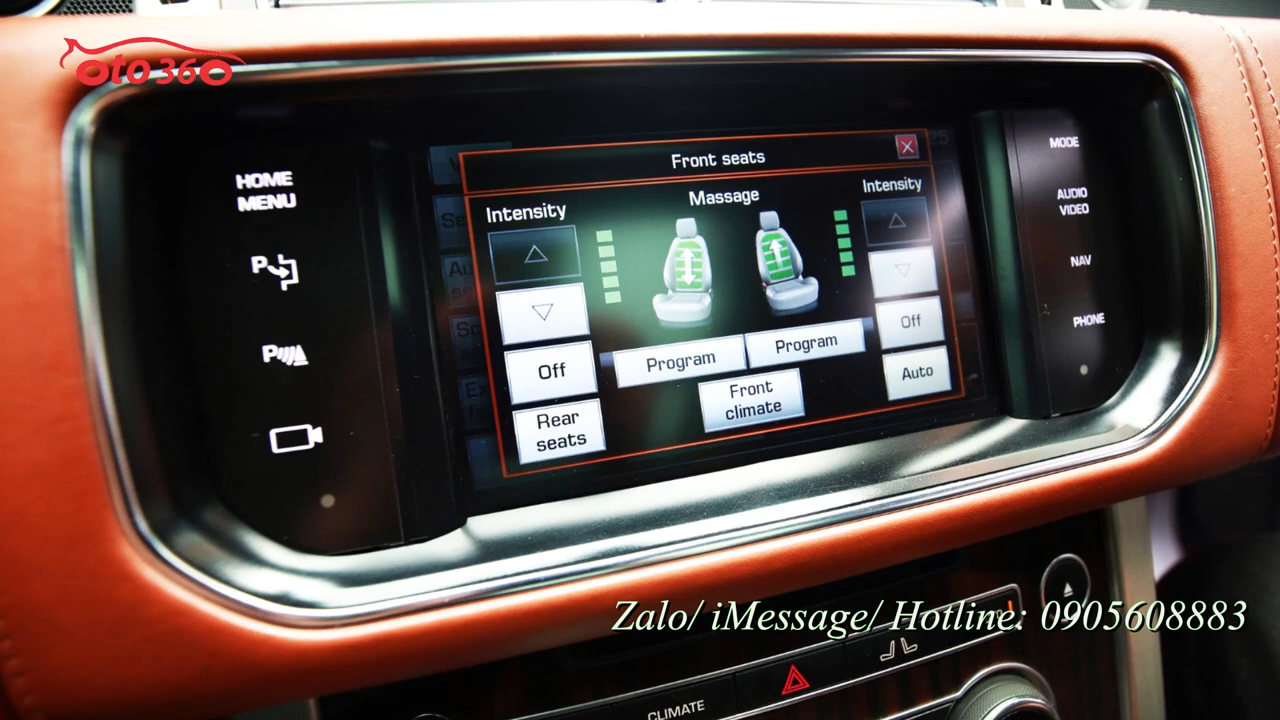 oto360
HOME
MENU
P
P
Front seats
X
Intensity
Massage
Intensity
Off
Rear
seats
Program
Program
Front
climate
Off
Auto
25
MODE
AUDIO
VIDEO
NAV
PHONE
Zalo/ iMessage/ Hotline: 0905608883
CLIMATE